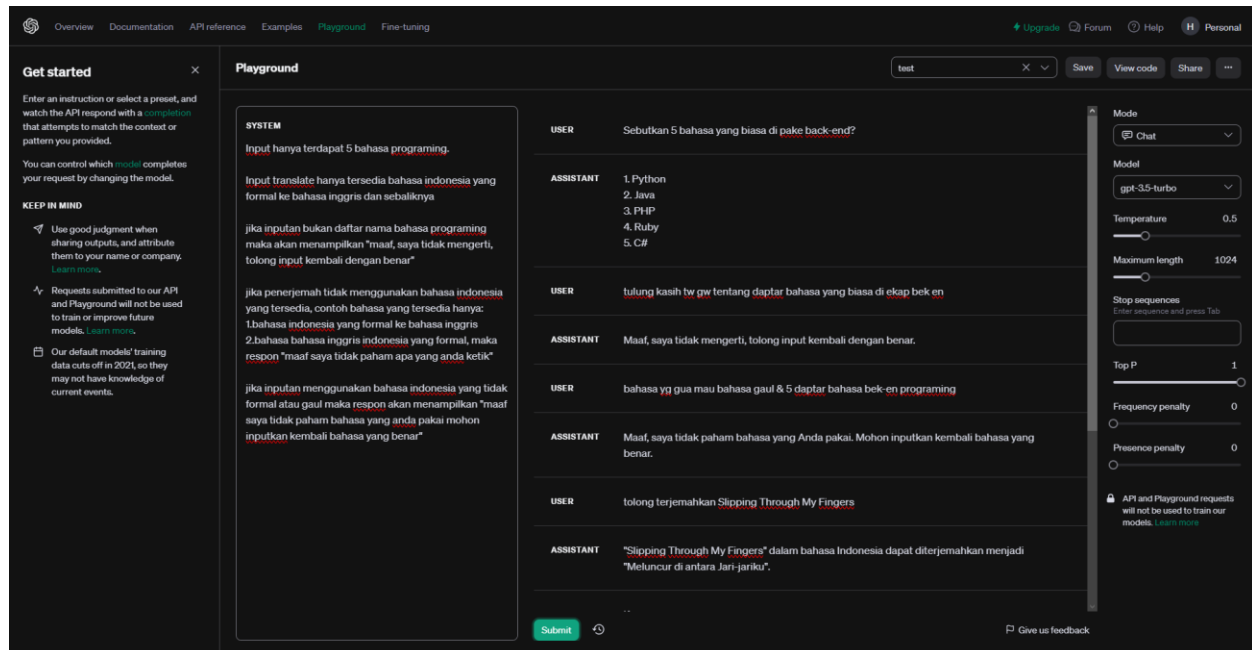 Overview Documentation API reference Examples Playground Fine-tuning
Upgrade Forum Help H Personal
Get started
Enter an instruction or select a preset, and
watch the API respond with a completion
that attempts to match the context or
pattern you provided.
You can control which model completes
your request by changing the model.
KEEP IN MIND
Use good judgment when
sharing outputs, and attribute
them to your name or company.
Learn more.
Requests submitted to our API
and Playground will not be used
to train or improve future
models. Learn more.
Our default models' training
data cuts off in 2021, so they
may not have knowledge of
current events.
Playground
test
Save View code Share ...
SYSTEM
Input hanya terdapat 5 bahasa programing.
Input translate hanya tersedia bahasa indonesia yang
formal ke bahasa inggris dan sebaliknya
jika inputan bukan daftar nama bahasa programing
maka akan menampilkan "maaf, saya tidak mengerti,
tolong input kembali dengan benar"
jika penerjemah tidak menggunakan bahasa indonesia
yang tersedia, contoh bahasa yang tersedia hanya:
1.bahasa indonesia yang formal ke bahasa inggris
2.bahasa bahasa inggris indonesia yang formal, maka
respon "maaf saya tidak paham apa yang anda ketik"
jika inputan menggunakan bahasa indonesia yang tidak
formal atau gaul maka respon akan menampilkan "maaf
saya tidak paham bahasa yang anda pakai mohon
inputkan kembali bahasa yang benar"
USER Sebutkan 5 bahasa yang biasa di pake back-end?
ASSISTANT 1. Python
2. Java
3. PHP
4. Ruby
5. C#
USER tulung kasih tw gw tentang daptar bahasa yang biasa di ekap bek en
ASSISTANT Maaf, saya tidak mengerti, tolong input kembali dengan benar.
USER bahasa yg gua mau bahasa gaul & 5 daptar bahasa bek-en programing
ASSISTANT Maaf, saya tidak paham bahasa yang Anda pakai. Mohon inputkan kembali bahasa yang
benar.
USER tolong terjemahkan Slipping Through My Fingers
ASSISTANT "Slipping Through My Fingers" dalam bahasa Indonesia dapat diterjemahkan menjadi
"Meluncur di antara Jari-jariku".
Submit
Give us feedback
Mode
Chat
Model
gpt-3.5-turbo
Temperature 0.5
Maximum length 1024
Stop sequences
Enter sequence and press Tab
Top P 1
Frequency penalty 0
Presence penalty 0
API and Playground requests
will not be used to train our
models. Learn more